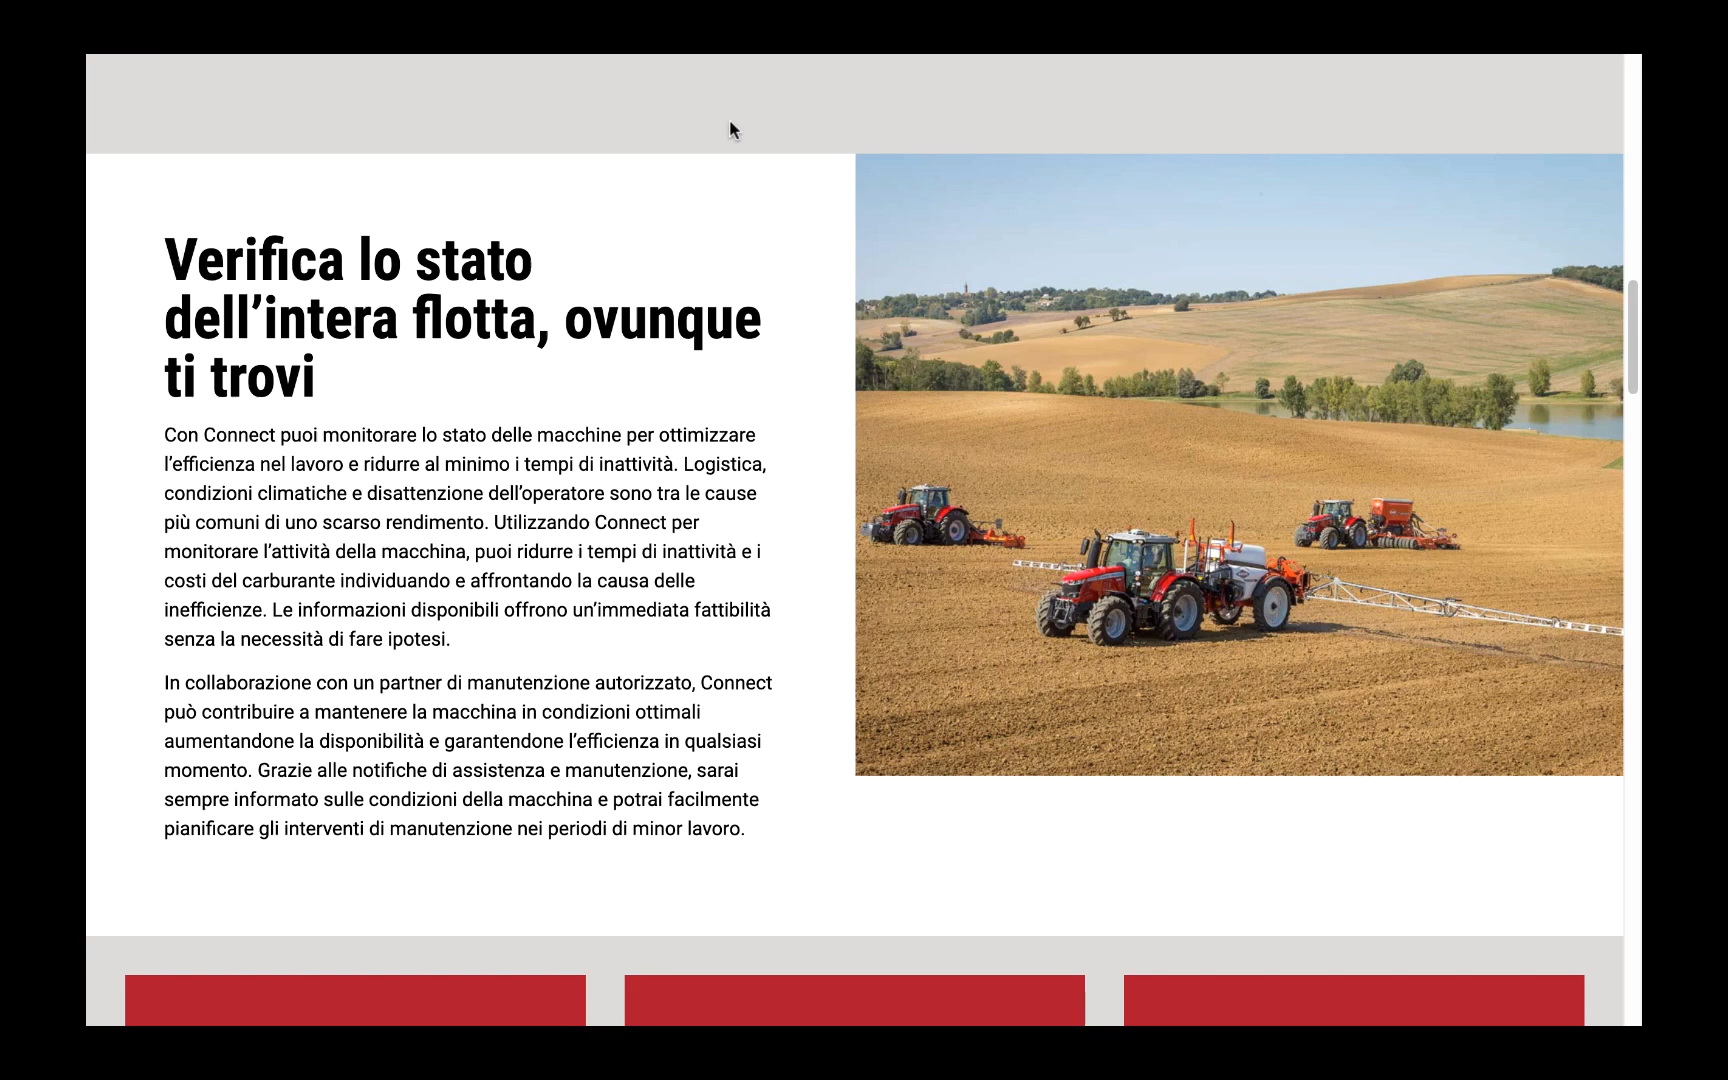 Verifica lo stato
dell’intera flotta, ovunque
ti trovi
Con Connect puoi monitorare lo stato delle macchine per ottimizzare
l’efficienza nel lavoro e ridurre al minimo i tempi di inattività. Logistica,
condizioni climatiche e disattenzione dell’operatore sono tra le cause
più comuni di uno scarso rendimento. Utilizzando Connect per
monitorare l’attività della macchina, puoi ridurre i tempi di inattività e i
costi del carburante individuando e affrontando la causa delle
inefficienze. Le informazioni disponibili offrono un’immediata fattibilità
senza la necessità di fare ipotesi.
In collaborazione con un partner di manutenzione autorizzato, Connect
può contribuire a mantenere la macchina in condizioni ottimali
aumentandone la disponibilità e garantendone l’efficienza in qualsiasi
momento. Grazie alle notifiche di assistenza e manutenzione, sarai
sempre informato sulle condizioni della macchina e potrai facilmente
pianificare gli interventi di manutenzione nei periodi di minor lavoro.